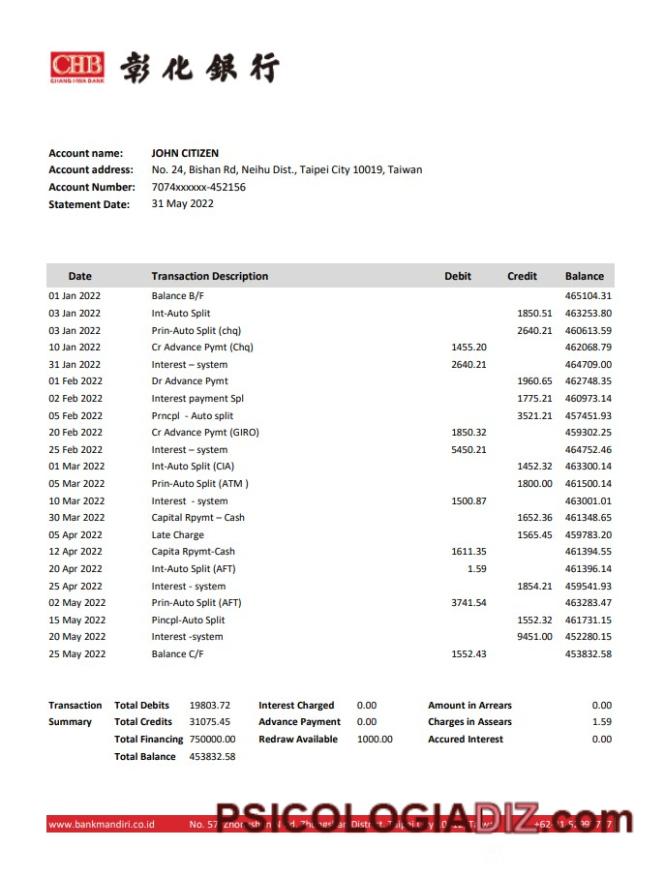 CHB
CHANG HWA BANK
彰化銀行
Account name: JOHN CITIZEN
Account address: No. 24, Bishan Rd, Neihu Dist., Taipei City 10019, Taiwan
Account Number: 7074xxxxxx-452156
Statement Date: 31 May 2022
Date Transaction Description Debit Credit Balance
01 Jan 2022 Balance B/F 465104.31
03 Jan 2022 Int-Auto Split 1850.51 463253.80
03 Jan 2022 Prin-Auto Split (chq) 2640.21 460613.59
10 Jan 2022 Cr Advance Pymt (Chq) 1455.20 462068.79
31 Jan 2022 Interest – system 2640.21 464709.00
01 Feb 2022 Dr Advance Pymt 1960.65 462748.35
02 Feb 2022 Interest payment Spl 1775.21 460973.14
05 Feb 2022 Prncpl - Auto split 3521.21 457451.93
20 Feb 2022 Cr Advance Pymt (GIRO) 1850.32 459302.25
25 Feb 2022 Interest – system 5450.21 464752.46
01 Mar 2022 Int-Auto Split (CIA) 1452.32 463300.14
05 Mar 2022 Prin-Auto Split (ATM ) 1800.00 461500.14
10 Mar 2022 Interest - system 1500.87 463001.01
30 Mar 2022 Capital Rpymt – Cash 1652.36 461348.65
05 Apr 2022 Late Charge 1565.45 459783.20
12 Apr 2022 Capita Rpymt-Cash 1611.35 461394.55
20 Apr 2022 Int-Auto Split (AFT) 1.59 461396.14
25 Apr 2022 Interest - system 1854.21 459541.93
02 May 2022 Prin-Auto Split (AFT) 3741.54 463283.47
15 May 2022 Pincpl-Auto Split 1552.32 461731.15
20 May 2022 Interest -system 9451.00 452280.15
25 May 2022 Balance C/F 1552.43 453832.58
Transaction Total Debits 19803.72 Interest Charged 0.00 Amount in Arrears 0.00
Summary Total Credits 31075.45 Advance Payment 0.00 Charges in Assears 1.59
Total Financing 750000.00 Redraw Available 1000.00 Accured Interest 0.00
Total Balance 453832.58
PSICOLOGIADIZ.com
www.bankmandiri.co.id No. 57